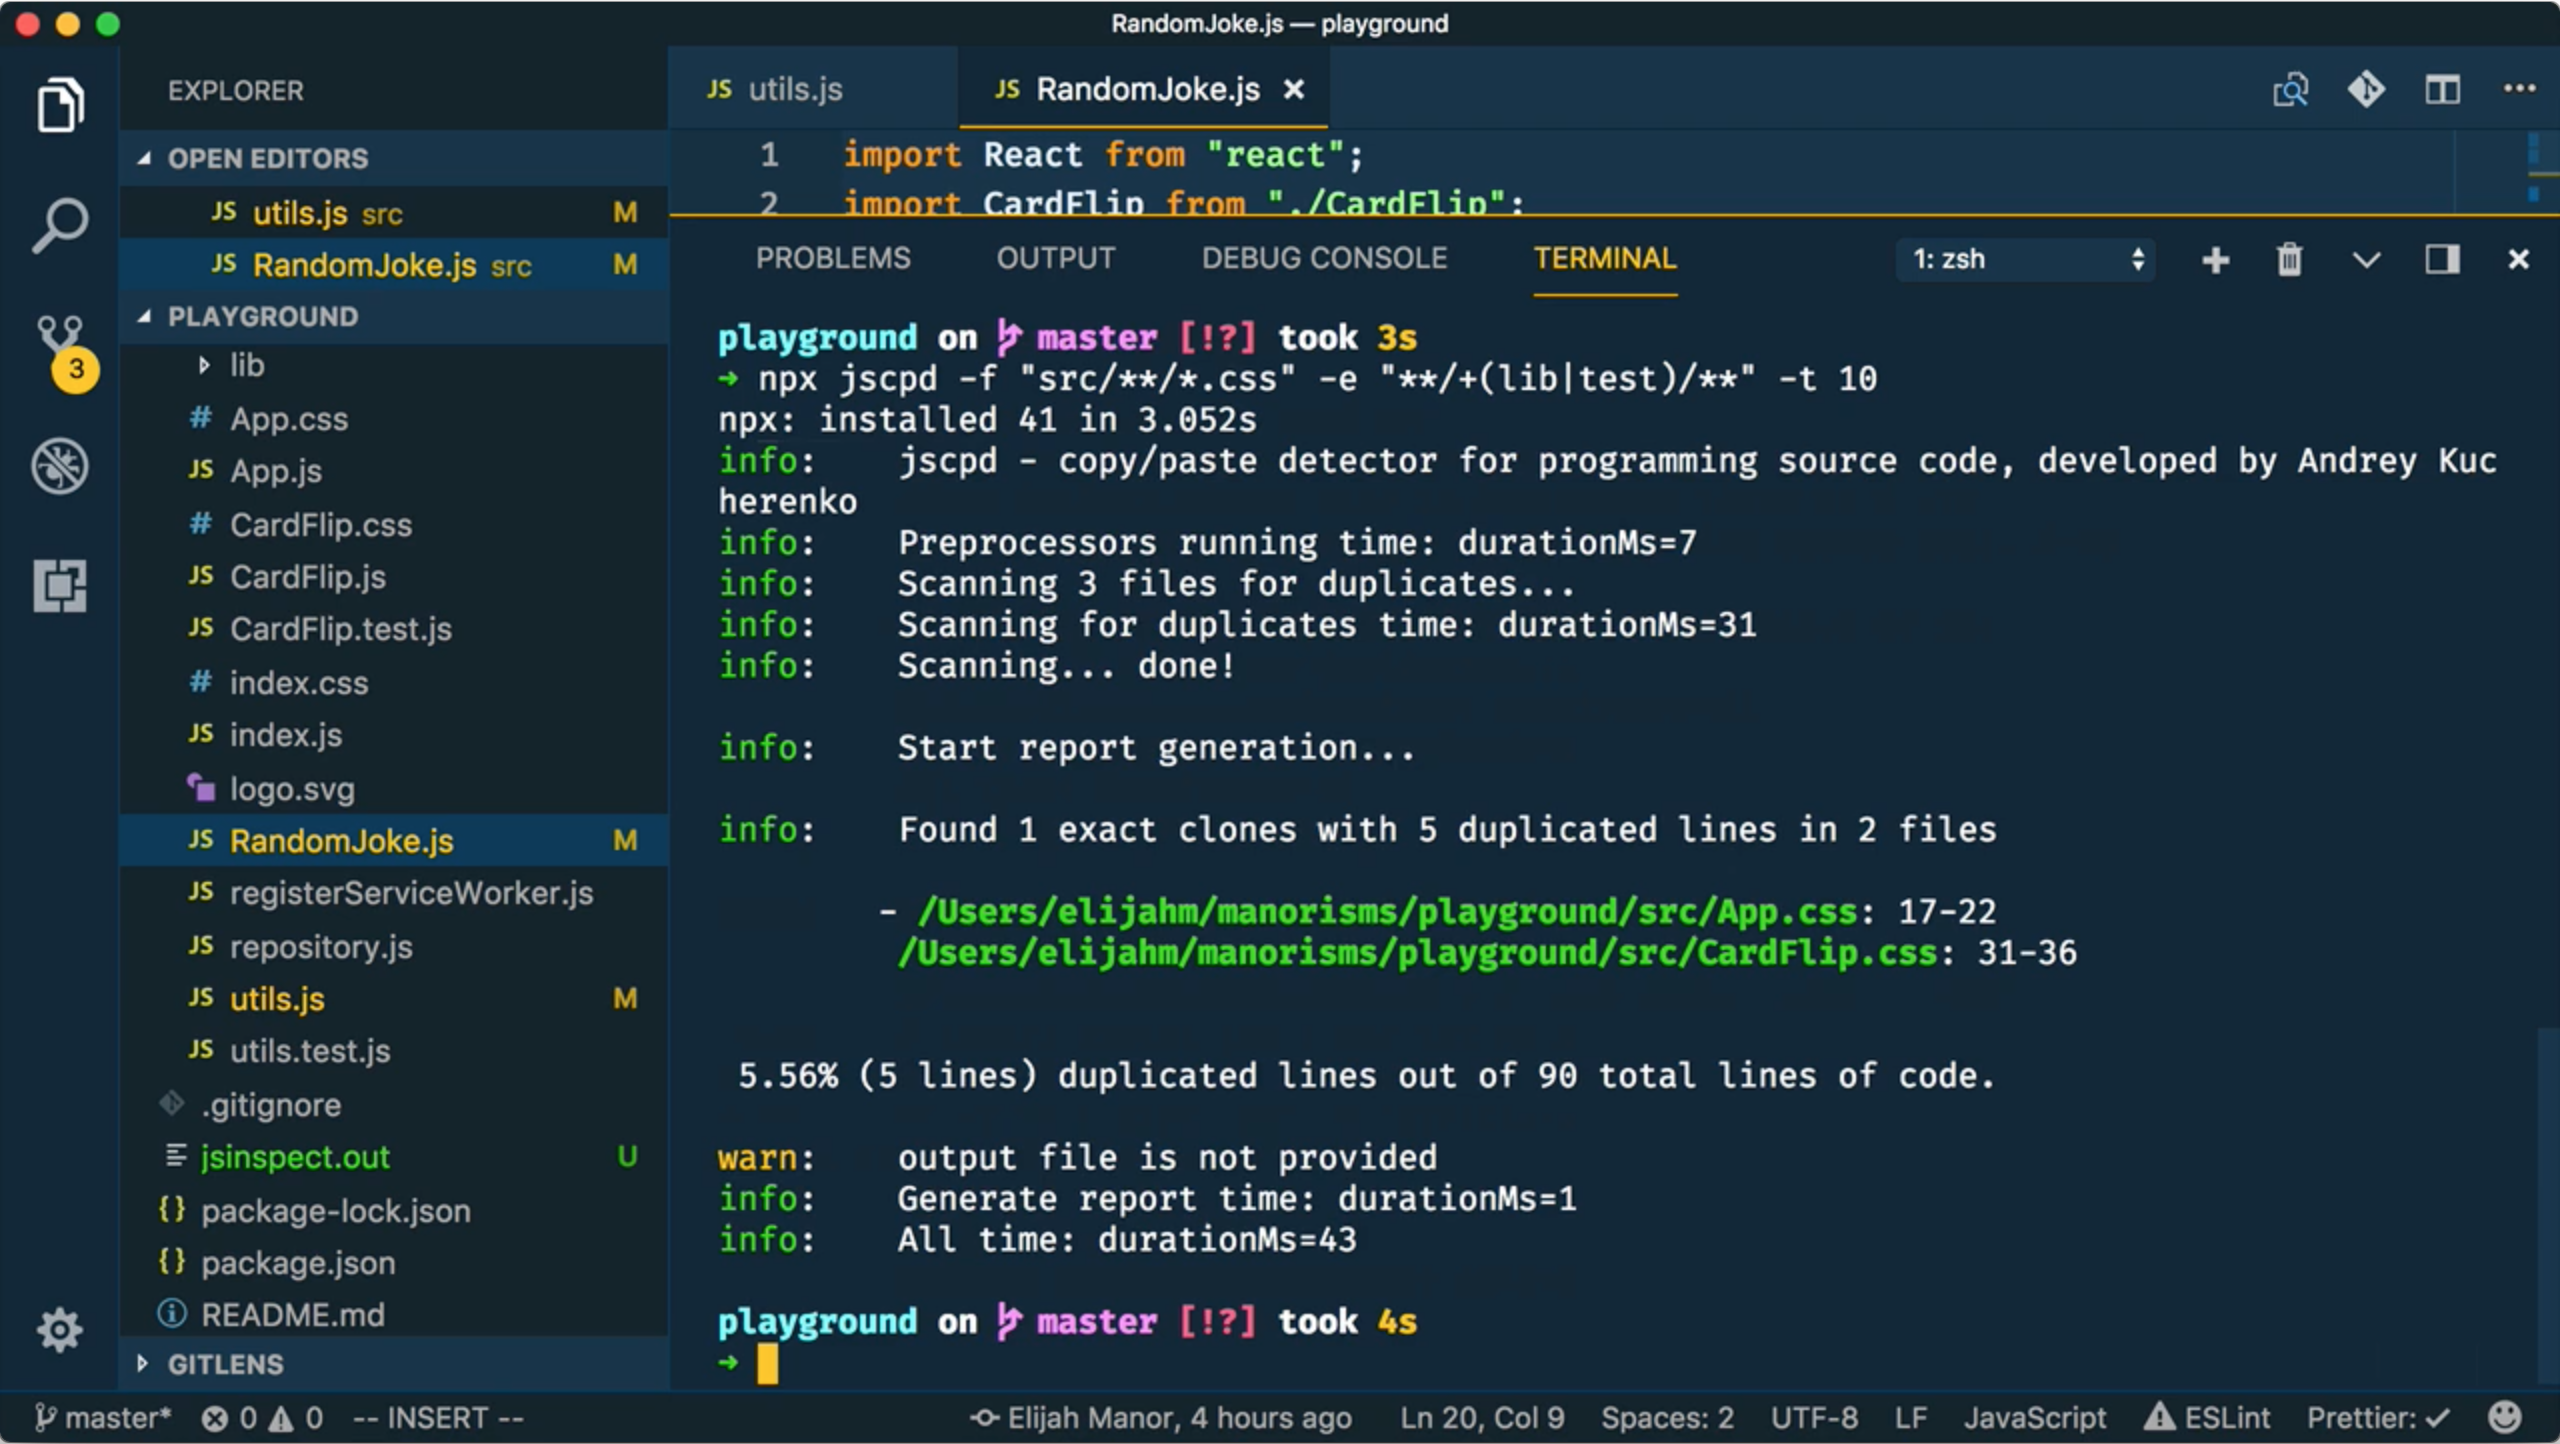 RandomJoke.js — playground
EXPLORER
OPEN EDITORS
JS utils.js src M
JS RandomJoke.js src M
PLAYGROUND
3
lib
# App.css
JS App.js
# CardFlip.css
JS CardFlip.js
JS CardFlip.test.js
# index.css
JS index.js
logo.svg
JS RandomJoke.js M
JS registerServiceWorker.js
JS repository.js
JS utils.js M
JS utils.test.js
.gitignore
jsinspect.out U
{} package-lock.json
{} package.json
README.md
GITLENS
JS utils.js JS RandomJoke.js ×
1 import React from "react";
2 import CardFlip from "./CardFlip";
PROBLEMS OUTPUT DEBUG CONSOLE TERMINAL 1: zsh
playground on master [!?] took 3s
➜ npx jscpd -f "src/**/*.css" -e "**/+(lib|test)/**" -t 10
npx: installed 41 in 3.052s
info: jscpd - copy/paste detector for programming source code, developed by Andrey Kuc
herenko
info: Preprocessors running time: durationMs=7
info: Scanning 3 files for duplicates...
info: Scanning for duplicates time: durationMs=31
info: Scanning... done!
info: Start report generation...
info: Found 1 exact clones with 5 duplicated lines in 2 files
- /Users/elijahm/manorisms/playground/src/App.css: 17-22
/Users/elijahm/manorisms/playground/src/CardFlip.css: 31-36
5.56% (5 lines) duplicated lines out of 90 total lines of code.
warn: output file is not provided
info: Generate report time: durationMs=1
info: All time: durationMs=43
playground on master [!?] took 4s
➜
master* 0 0 -- INSERT -- Elijah Manor, 4 hours ago Ln 20, Col 9 Spaces: 2 UTF-8 LF JavaScript ESLint Prettier: ✓